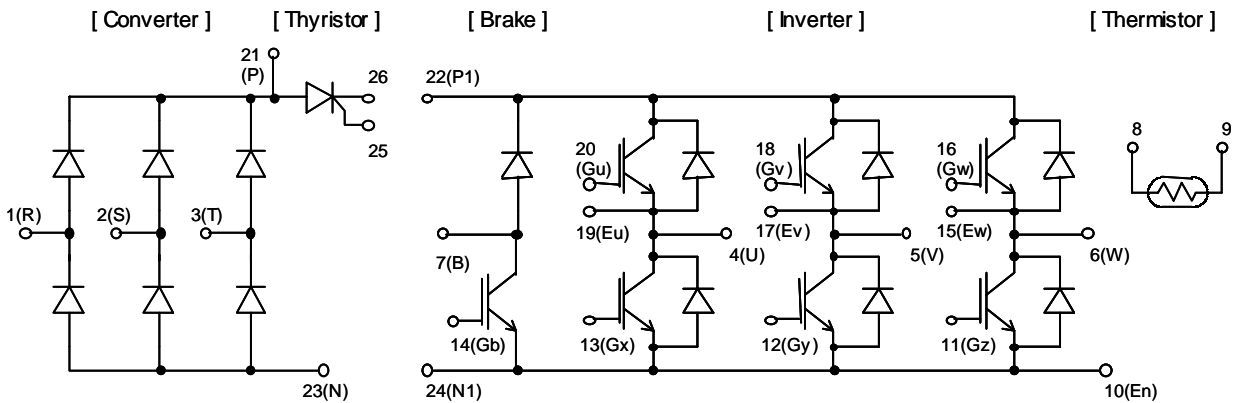 [ Converter ] [ Thyristor ] [ Brake ] [ Inverter ] [ Thermistor ]
21
(P)
26
25
22(P1)
20
(Gu)
18
(Gv)
16
(Gw)
8
9
1(R)
2(S)
3(T)
7(B)
19(Eu)
4(U)
17(Ev)
5(V)
15(Ew)
6(W)
14(Gb)
13(Gx)
12(Gy)
11(Gz)
23(N)
24(N1)
10(En)